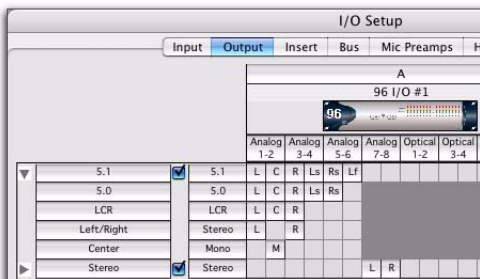 I/O Setup
Input Output Insert Bus Mic Preamps H
A
96 I/O #1
96
Analog Analog Analog Analog Optical Optical
1-2 3-4 5-6 7-8 1-2 3-4
5.1 5.1 L C R Ls Rs Lf
5.0 5.0 L C R Ls Rs
LCR LCR L C R
Left/Right Stereo L R
Center Mono M
Stereo Stereo L R